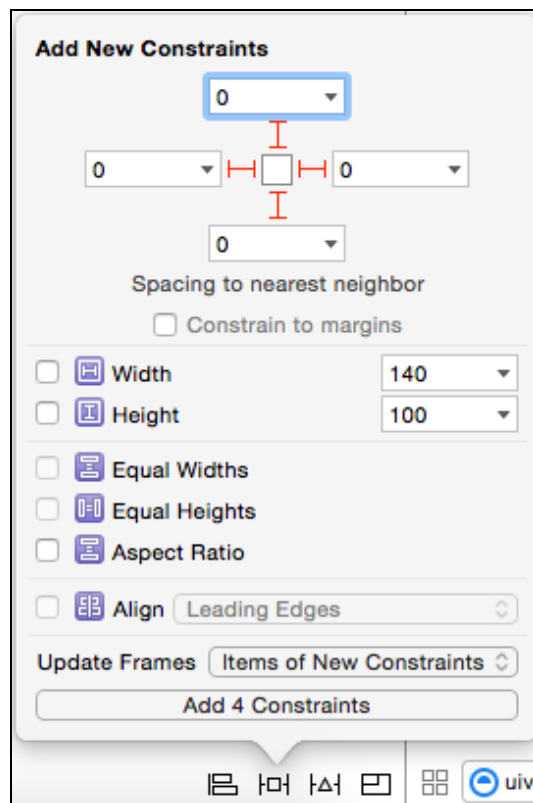 Add New Constraints
0
0 0
0
Spacing to nearest neighbor
Constrain to margins
Width 140
Height 100
Equal Widths
Equal Heights
Aspect Ratio
Align Leading Edges
Update Frames Items of New Constraints
Add 4 Constraints
uiv